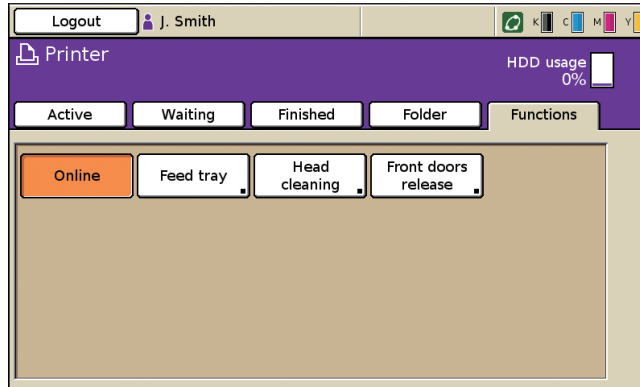 Logout
J. Smith
K C M Y
Printer
HDD usage
0%
Active
Waiting
Finished
Folder
Functions
Online
Feed tray
Head
cleaning
Front doors
release